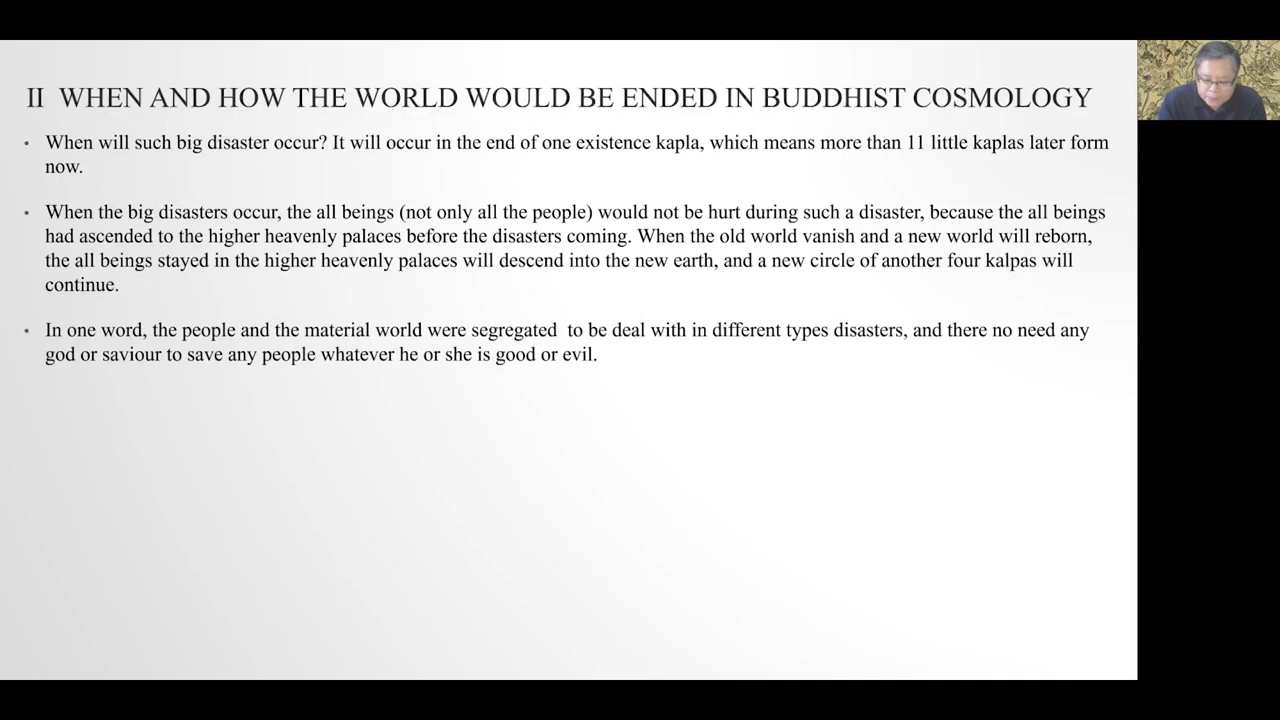 II WHEN AND HOW THE WORLD WOULD BE ENDED IN BUDDHIST COSMOLOGY
• When will such big disaster occur? It will occur in the end of one existence kapla, which means more than 11 little kaplas later form
now.
• When the big disasters occur, the all beings (not only all the people) would not be hurt during such a disaster, because the all beings
had ascended to the higher heavenly palaces before the disasters coming. When the old world vanish and a new world will reborn,
the all beings stayed in the higher heavenly palaces will descend into the new earth, and a new circle of another four kalpas will
continue.
• In one word, the people and the material world were segregated to be deal with in different types disasters, and there no need any
god or saviour to save any people whatever he or she is good or evil.